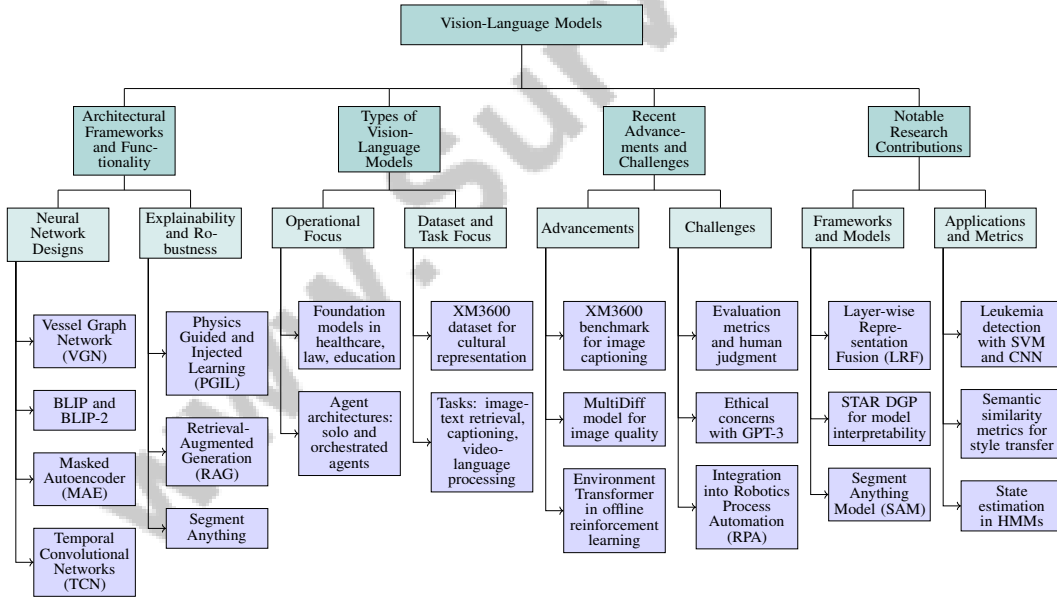 Vision-Language Models
Architectural
Frameworks
and Func-
tionality
Types of
Vision-
Language
Models
Recent
Advance-
ments and
Challenges
Notable
Research
Contributions
Neural
Network
Designs
Explainability
and Ro-
bustness
Operational
Focus
Dataset and
Task Focus
Advancements
Challenges
Frameworks
and Models
Applications
and Metrics
Vessel Graph
Network
(VGN)
BLIP and
BLIP-2
Masked
Autoencoder
(MAE)
Temporal
Convolutional
Networks
(TCN)
Physics
Guided and
Injected
Learning
(PGIL)
Retrieval-
Augmented
Generation
(RAG)
Segment
Anything
Foundation
models in
healthcare,
law, education
Agent
architectures:
solo and
orchestrated
agents
XM3600
dataset for
cultural
representation
Tasks: image-
text retrieval,
captioning,
video-
language
processing
XM3600
benchmark
for image
captioning
MultiDiff
model for
image quality
Environment
Transformer
in offline
reinforcement
learning
Evaluation
metrics
and human
judgment
Ethical
concerns
with GPT-3
Integration
into Robotics
Process
Automation
(RPA)
Layer-wise
Repre-
sentation
Fusion (LRF)
STAR DGP
for model
interpretability
Segment
Anything
Model (SAM)
Leukemia
detection
with SVM
and CNN
Semantic
similarity
metrics for
style transfer
State
estimation
in HMMs
www.Surv